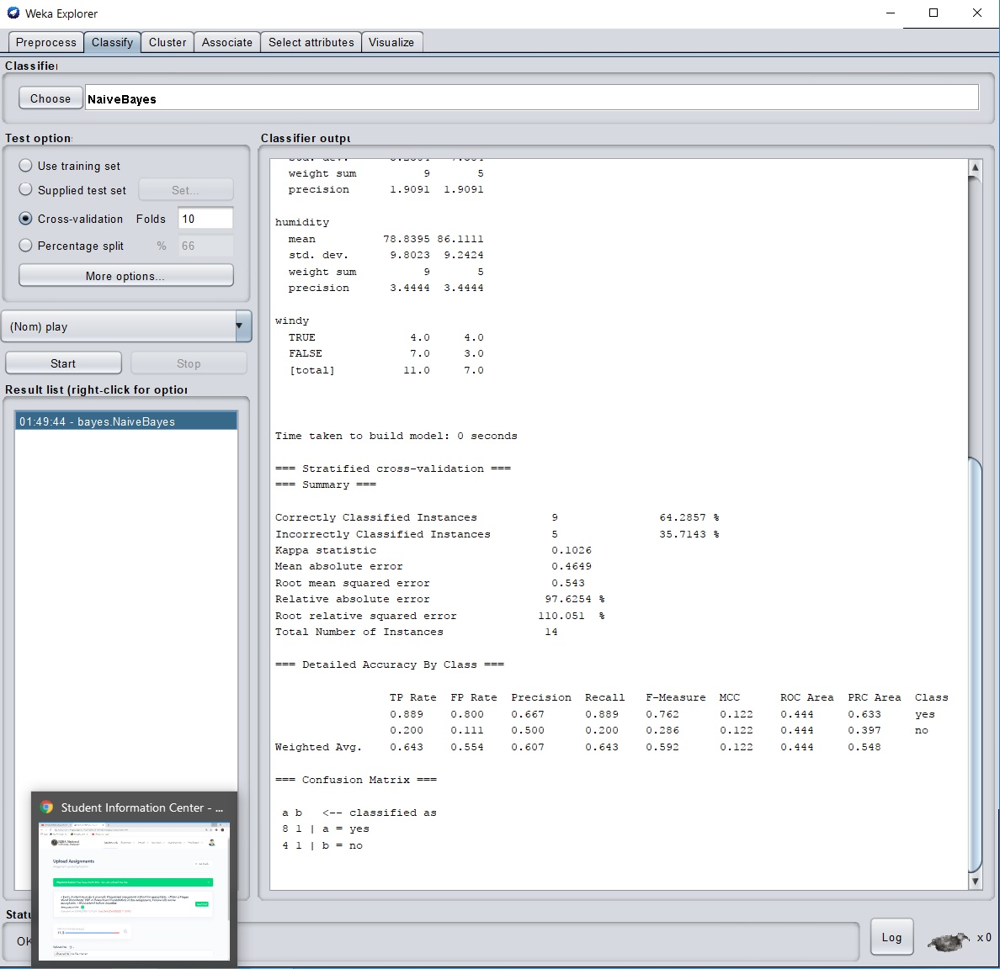 Weka Explorer
Preprocess Classify Cluster Associate Select attributes Visualize
Classifie
Choose NaiveBayes
Test option
Use training set
Supplied test set Set...
Cross-validation Folds 10
Percentage split % 66
More options...
(Nom) play
Start Stop
Result list (right-click for option
01:49:44 - bayes.NaiveBayes
Classifier outpu
weight sum 9 5
precision 1.9091 1.9091
humidity
mean 78.8395 86.1111
std. dev. 9.8023 9.2424
weight sum 9 5
precision 3.4444 3.4444
windy
TRUE 4.0 4.0
FALSE 7.0 3.0
[total] 11.0 7.0
Time taken to build model: 0 seconds
=== Stratified cross-validation ===
=== Summary ===
Correctly Classified Instances 9 64.2857 %
Incorrectly Classified Instances 5 35.7143 %
Kappa statistic 0.1026
Mean absolute error 0.4649
Root mean squared error 0.543
Relative absolute error 97.6254 %
Root relative squared error 110.051 %
Total Number of Instances 14
=== Detailed Accuracy By Class ===
TP Rate FP Rate Precision Recall F-Measure MCC ROC Area PRC Area Class
0.889 0.800 0.667 0.889 0.762 0.122 0.444 0.633 yes
0.200 0.111 0.500 0.200 0.286 0.122 0.444 0.397 no
Weighted Avg. 0.643 0.554 0.607 0.643 0.592 0.122 0.444 0.548
=== Confusion Matrix ===
a b <-- classified as
8 1 | a = yes
4 1 | b = no
Student Information Center - ...
Upload Assignments
Statu
OK
Log
x 0